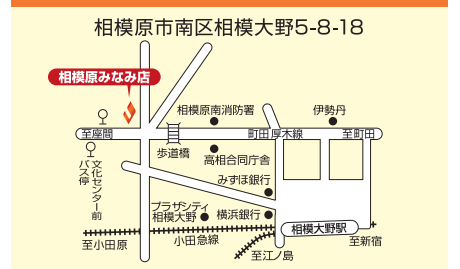 相模原市南区相模大野5-8-18
相模原みなみ店
相模原南消防署
伊勢丹
至座間
町田厚木線
至町田
歩道橋
高相合同庁舎
文化センター前
バス停
みずほ銀行
プラザシティ
相模大野
横浜銀行
相模大野駅
至小田原
小田急線
至新宿
至江ノ島